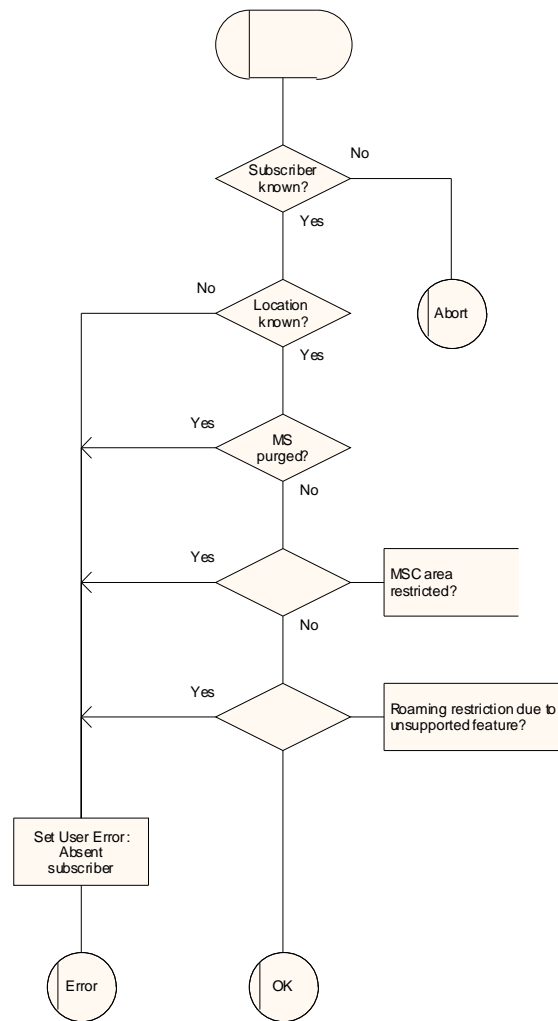 No
Subscriber
known?
Yes
No
Location
known?
Abort
Yes
Yes
MS
purged?
No
Yes
MSC area
restricted?
No
Yes
Roaming restriction due to
unsupported feature?
Set User Error:
Absent
subscriber
Error
OK